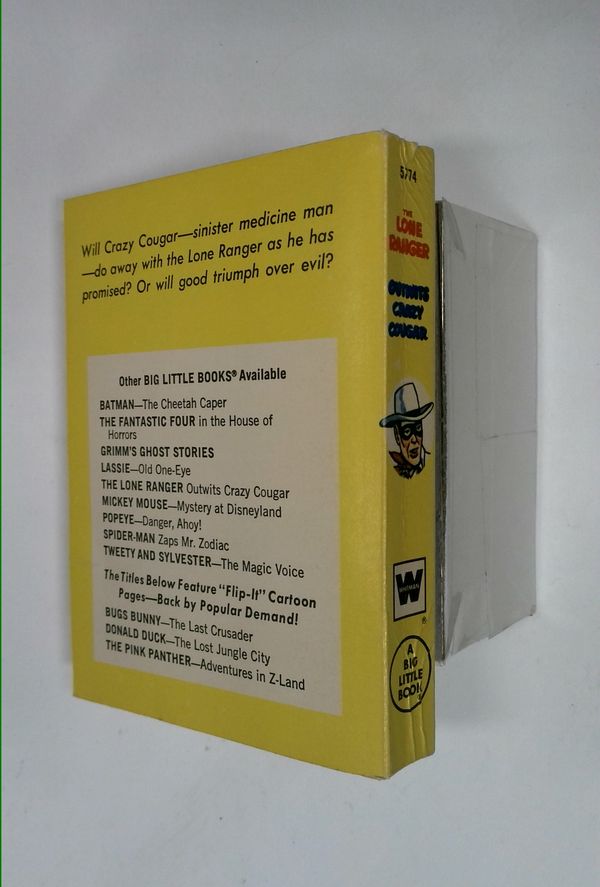 Will Crazy Cougar—sinister medicine man
—do away with the Lone Ranger as he has
promised? Or will good triumph over evil?
Other BIG LITTLE BOOKS® Available
BATMAN—The Cheetah Caper
THE FANTASTIC FOUR in the House of
Horrors
GRIMM'S GHOST STORIES
LASSIE—Old One-Eye
THE LONE RANGER Outwits Crazy Cougar
MICKEY MOUSE—Mystery at Disneyland
POPEYE—Danger, Ahoy!
SPIDER-MAN Zaps Mr. Zodiac
TWEETY AND SYLVESTER—The Magic Voice
The Titles Below Feature "Flip-It" Cartoon
Pages—Back by Popular Demand!
BUGS BUNNY—The Last Crusader
DONALD DUCK—The Lost Jungle City
THE PINK PANTHER—Adventures in Z-Land
5774
THE
LONE
RANGER
OUTWITS
CRAZY
COUGAR
W
WHITMAN
®
A
BIG
LITTLE
BOOK